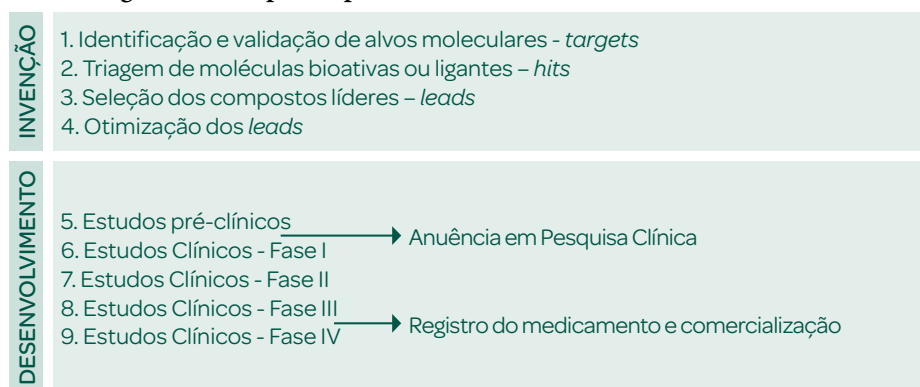 INVENÇÃO
1. Identificação e validação de alvos moleculares - targets
2. Triagem de moléculas bioativas ou ligantes – hits
3. Seleção dos compostos líderes – leads
4. Otimização dos leads
DESENVOLVIMENTO
5. Estudos pré-clínicos
Anuência em Pesquisa Clínica
6. Estudos Clínicos - Fase I
7. Estudos Clínicos - Fase II
8. Estudos Clínicos - Fase III
Registro do medicamento e comercialização
9. Estudos Clínicos - Fase IV